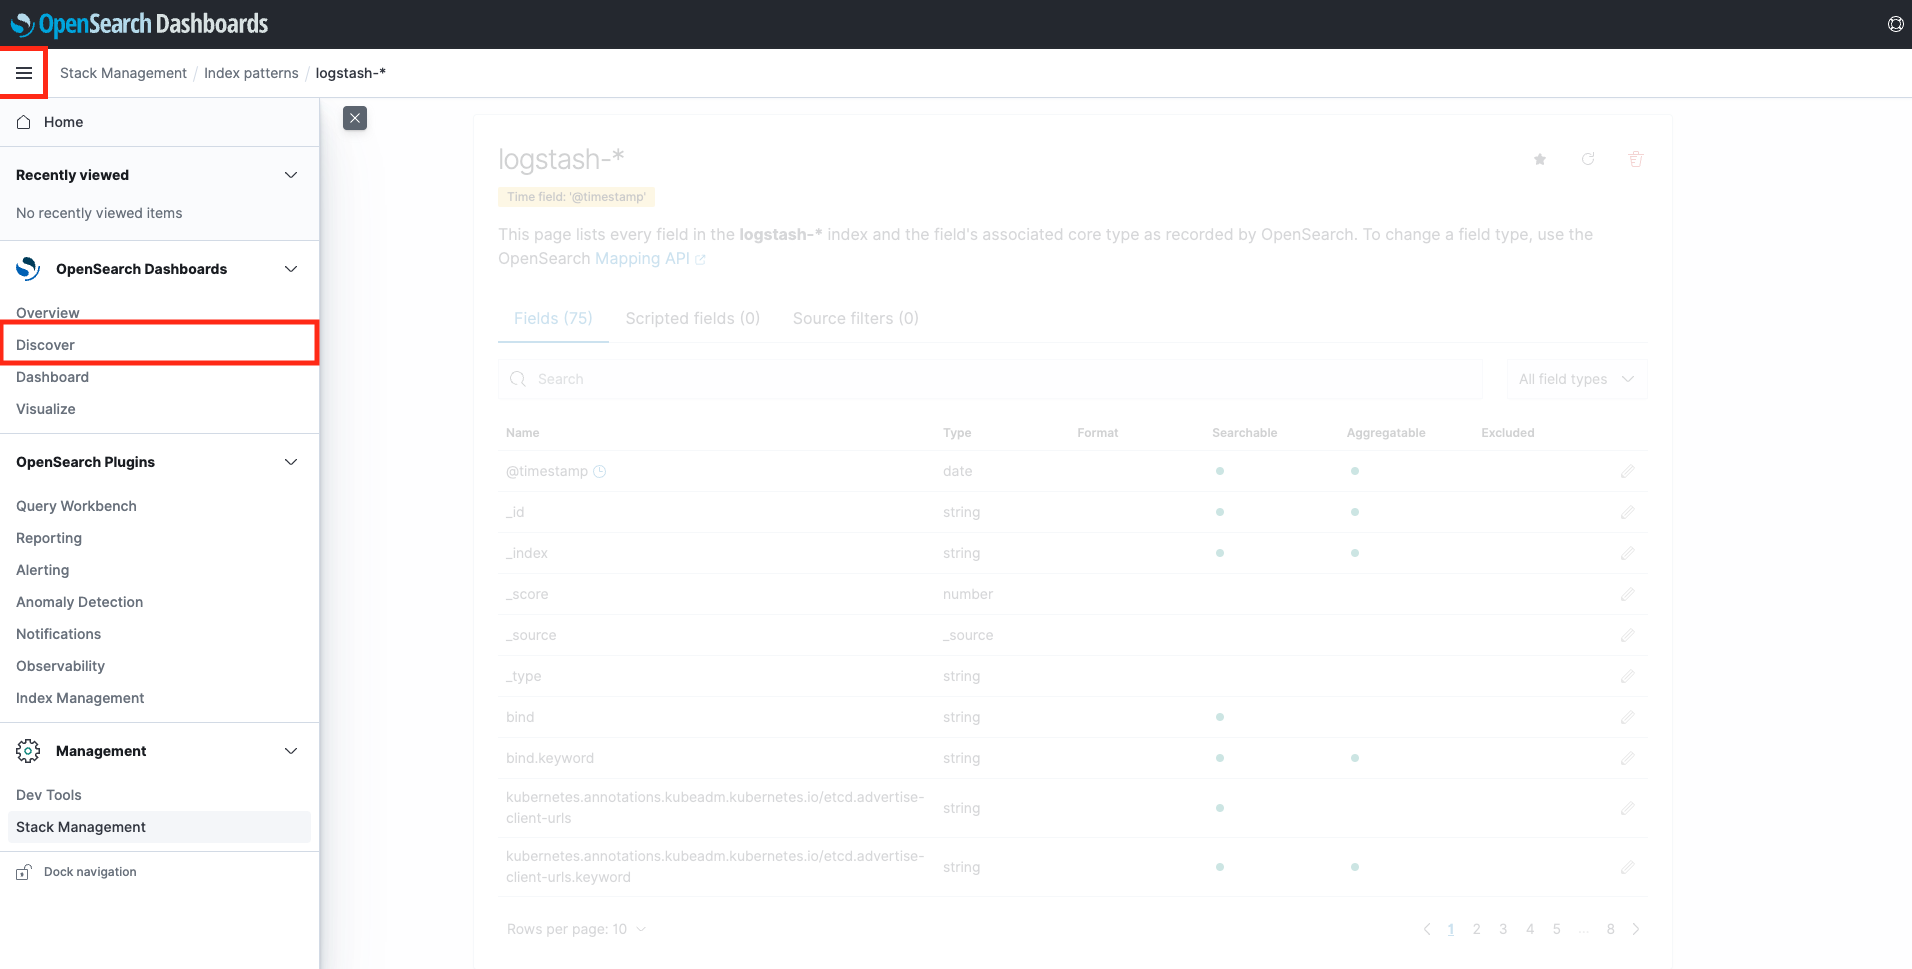 OpenSearch Dashboards
Stack Management / Index patterns / logstash-*
Home
Recently viewed
No recently viewed items
OpenSearch Dashboards
Overview
Discover
Dashboard
Visualize
OpenSearch Plugins
Query Workbench
Reporting
Alerting
Anomaly Detection
Notifications
Observability
Index Management
Management
Dev Tools
Stack Management
Dock navigation
logstash-*
Time field: '@timestamp'
This page lists every field in the logstash-* index and the field's associated core type as recorded by OpenSearch. To change a field type, use the
OpenSearch Mapping API
Fields (75) Scripted fields (0) Source filters (0)
Search All field types
Name Type Format Searchable Aggregatable Excluded
@timestamp date
_id string
_index string
_score number
_source _source
_type string
bind string
bind.keyword string
kubernetes.annotations.kubeadm.kubernetes.io/etcd.advertise-
client-urls string
kubernetes.annotations.kubeadm.kubernetes.io/etcd.advertise-
client-urls.keyword string
Rows per page: 10 1 2 3 4 5 ... 8